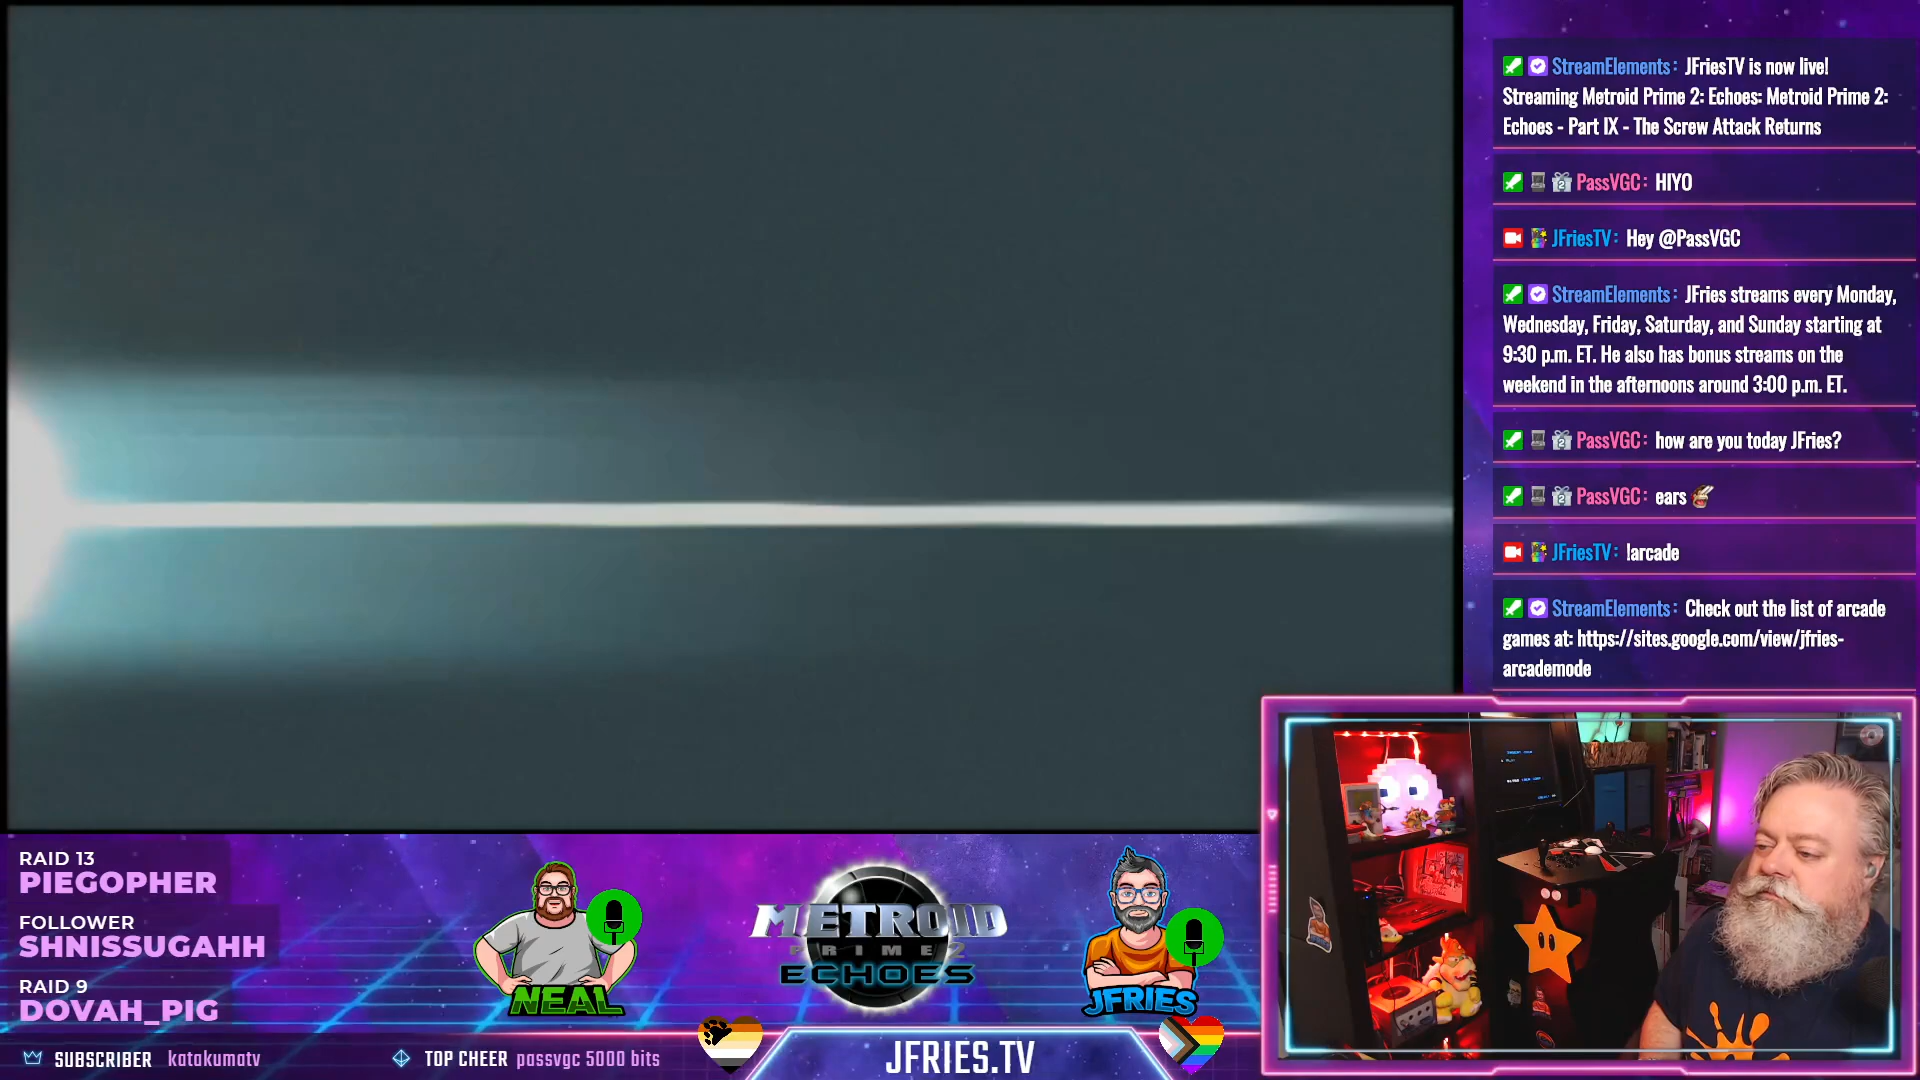 StreamElements: JFriesTV is now live!
Streaming Metroid Prime 2: Echoes: Metroid Prime 2:
Echoes - Part IX - The Screw Attack Returns
PassVGC: HIYO
JFriesTV: Hey @PassVGC
StreamElements: JFries streams every Monday,
Wednesday, Friday, Saturday, and Sunday starting at
9:30 p.m. ET. He also has bonus streams on the
weekend in the afternoons around 3:00 p.m. ET.
PassVGC: how are you today JFries?
PassVGC: ears
JFriesTV: !arcade
StreamElements: Check out the list of arcade
games at: https://sites.google.com/view/jfries-
arcademode
RAID 13
PIEGOPHER
FOLLOWER
SHNISSUGAHH
RAID 9
DOVAH_PIG
NEAL
METROID
PRIME 2
ECHOES
JFRIES
SUBSCRIBER katakumatv
TOP CHEER passvgc 5000 bits
JFRIES.TV